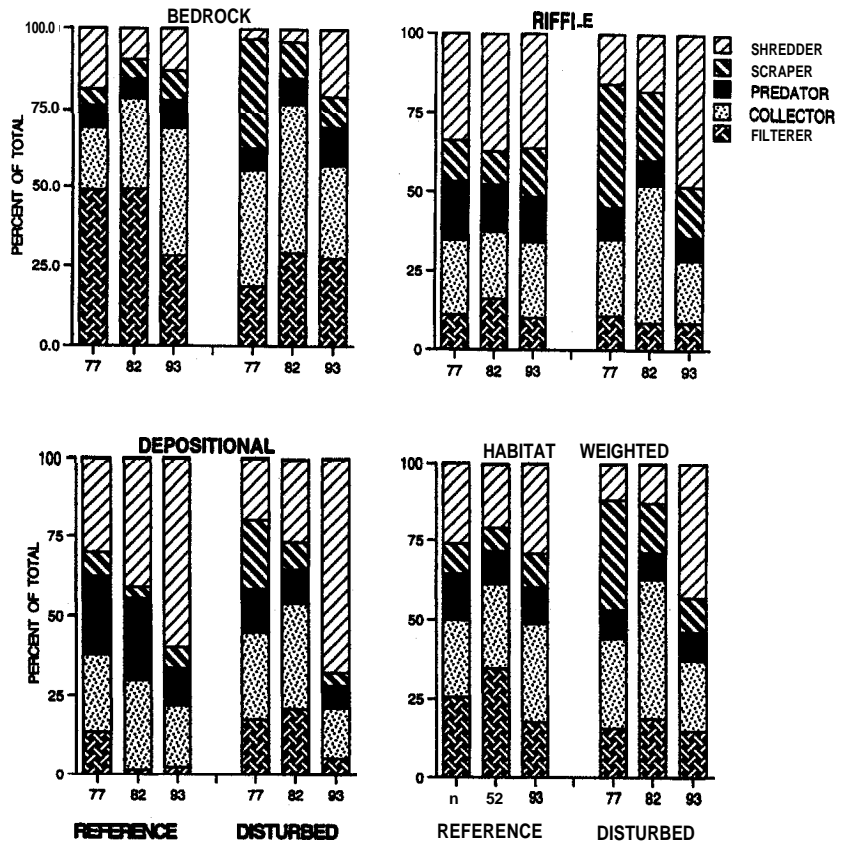 BEDROCK
PERCENT OF TOTAL
100.0
75.0
50.0
25.0
0.0
77 82 93 77 82 93
RIFFLE
100
75
50
25
0
77 82 93 77 82 93
SHREDDER
SCRAPER
PREDATOR
COLLECTOR
FILTERER
DEPOSITIONAL
PERCENT OF TOTAL
100
75
50
25
0
77 82 93 77 82 93
REFERENCE DISTURBED
HABITAT WEIGHTED
100
75
50
25
0
n 52 93 77 82 93
REFERENCE DISTURBED